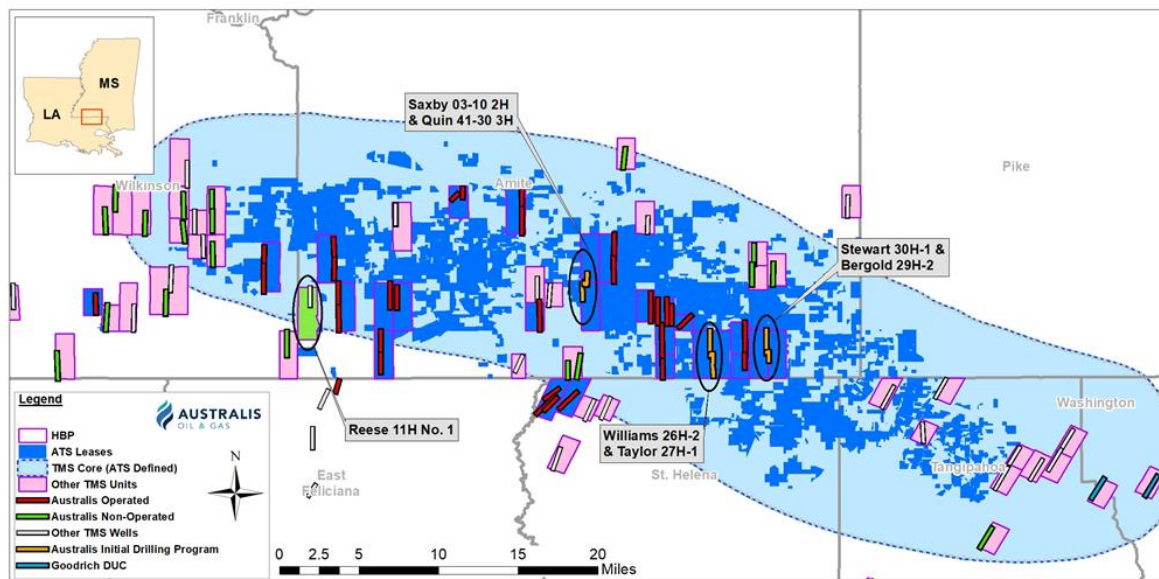 Franklin
MS
LA
Saxby 03-10 2H
& Quin 41-30 3H
Pike
Wilkinson
Amite
Stewart 30H-1 &
Bergold 29H-2
Legend
AUSTRALIS
OIL & GAS
HBP
ATS Leases
TMS Core (ATS Defined)
Other TMS Units
Australis Operated
Australis Non-Operated
Other TMS Wells
Australis Initial Drilling Program
Goodrich DUC
N
Reese 11H No. 1
East
Feliciana
Williams 26H-2
& Taylor 27H-1
St. Helena
Washington
Tangipahoa
0 2.5 5 10 15 20
Miles